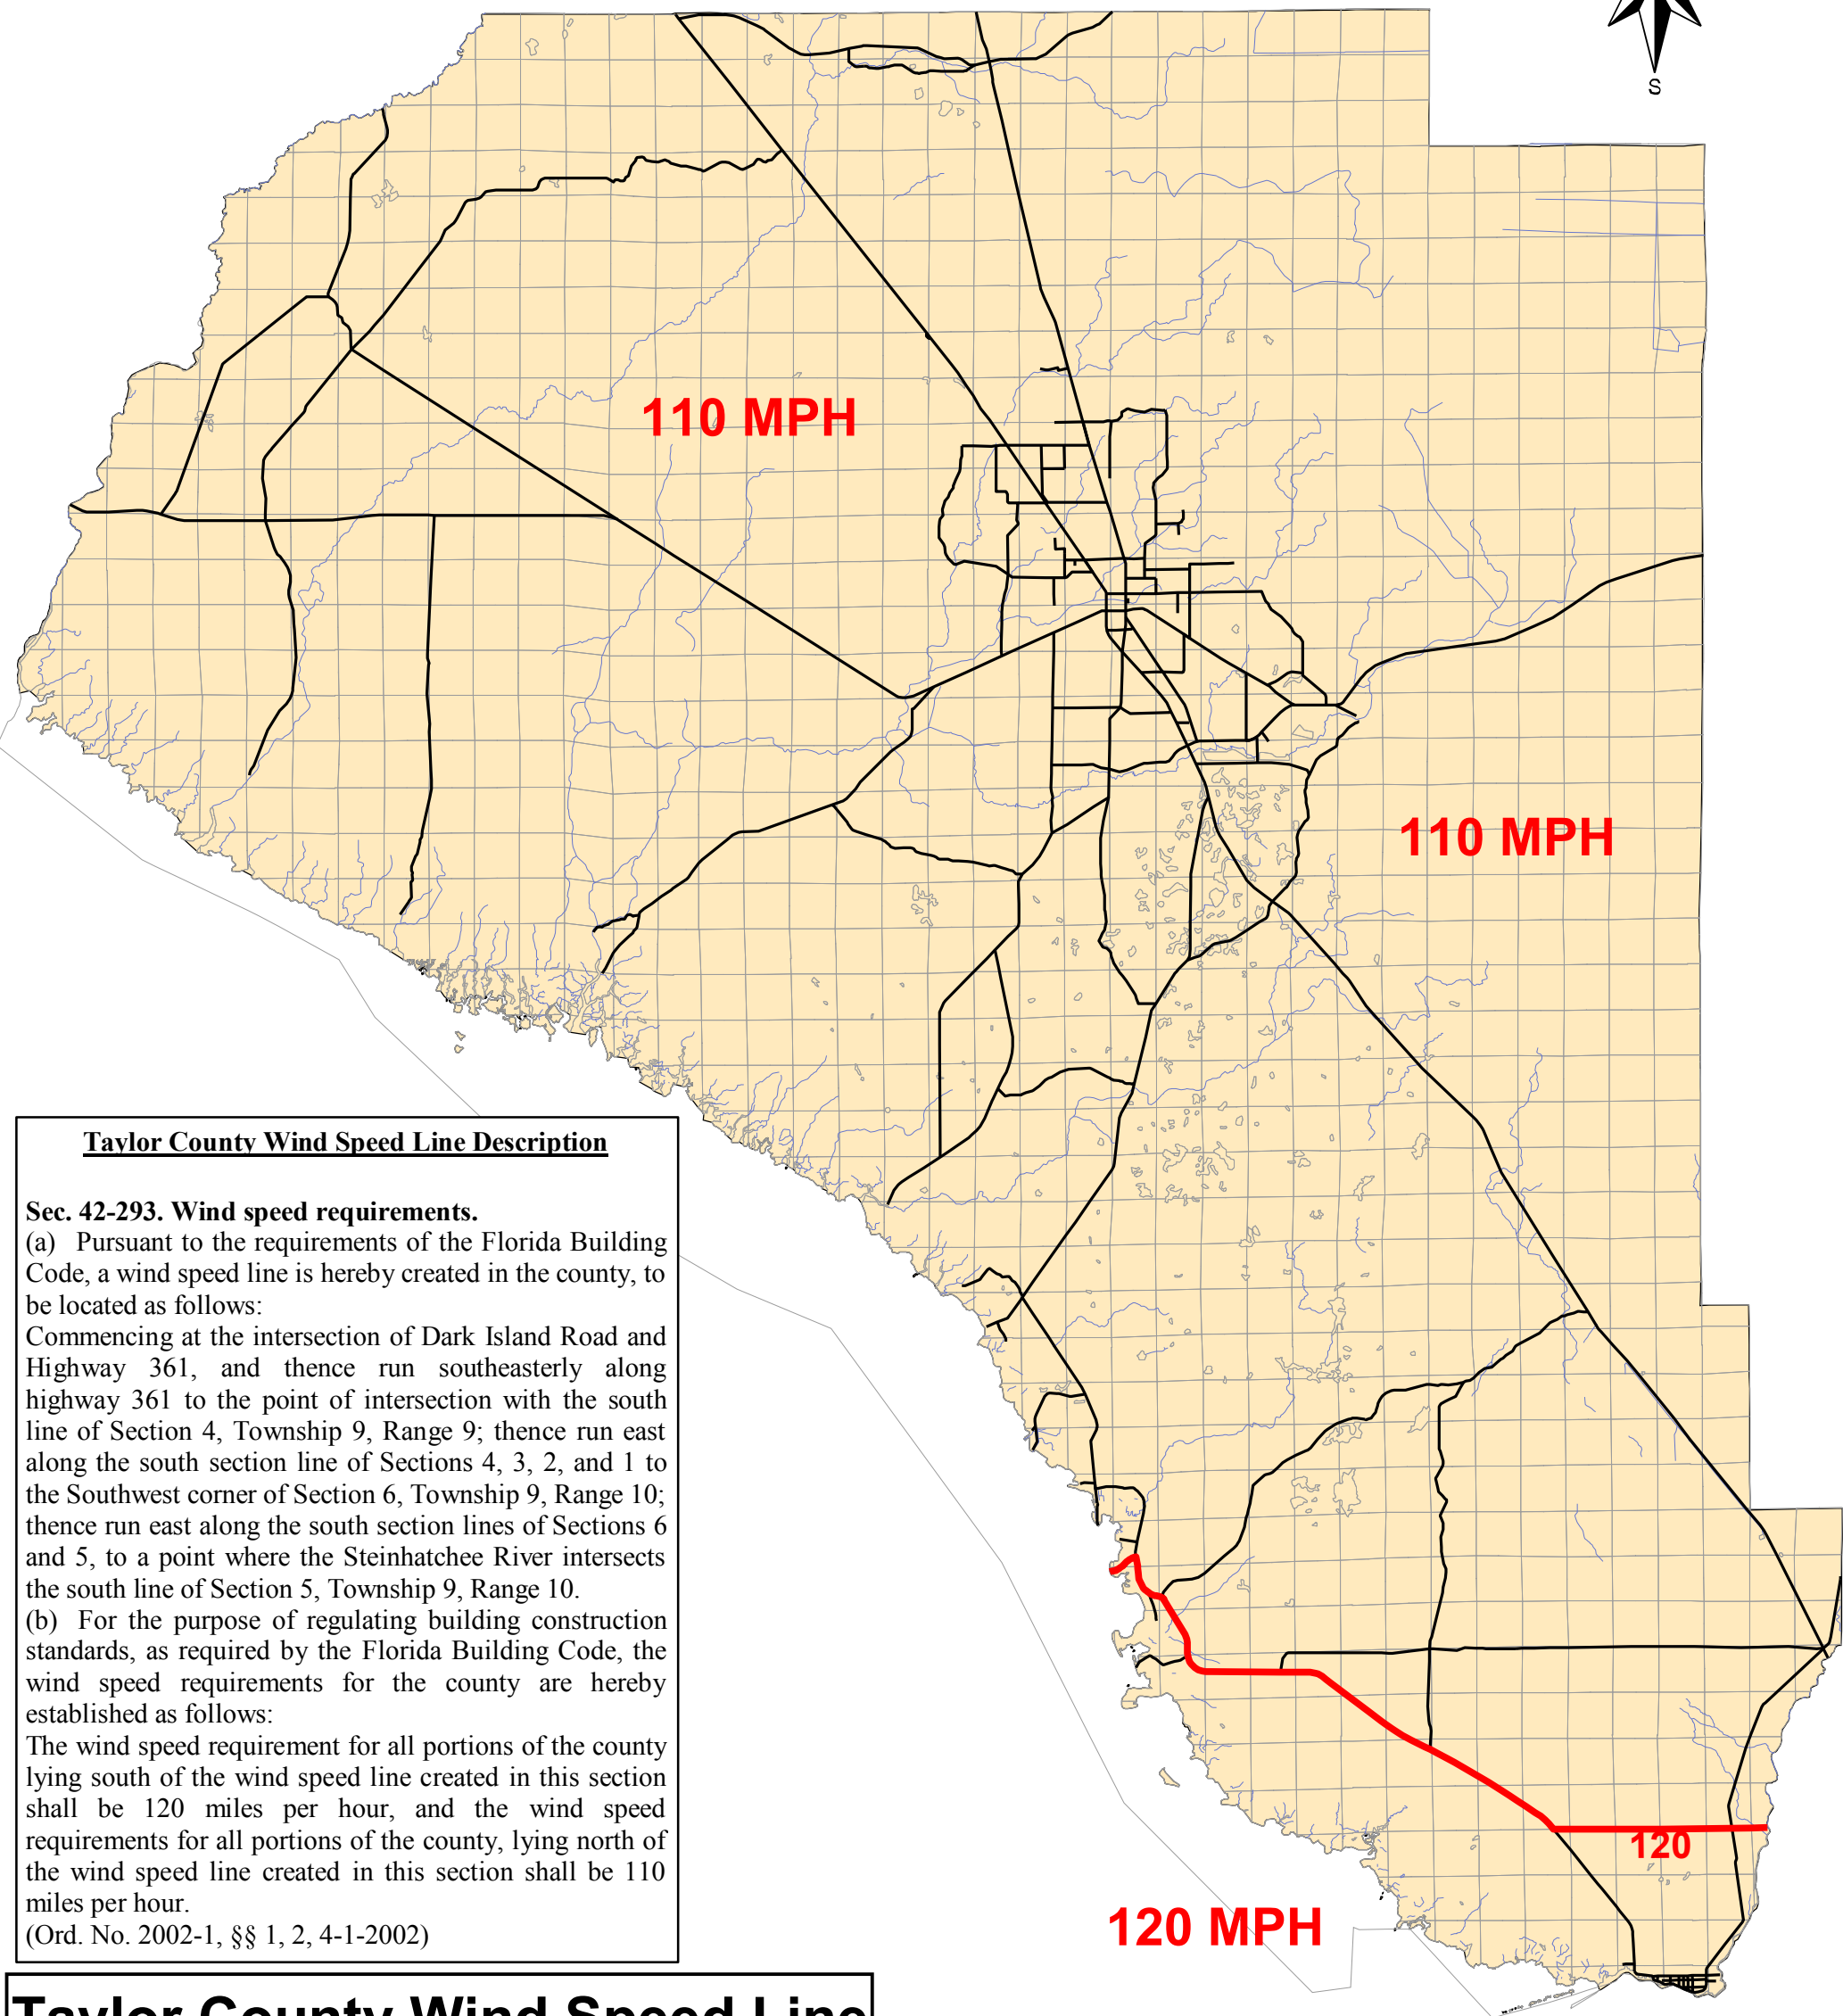 S
110 MPH
110 MPH
Taylor County Wind Speed Line Description
Sec. 42-293. Wind speed requirements.
(a) Pursuant to the requirements of the Florida Building
Code, a wind speed line is hereby created in the county, to
be located as follows:
Commencing at the intersection of Dark Island Road and
Highway 361, and thence run southeasterly along
highway 361 to the point of intersection with the south
line of Section 4, Township 9, Range 9; thence run east
along the south section line of Sections 4, 3, 2, and 1 to
the Southwest corner of Section 6, Township 9, Range 10;
thence run east along the south section lines of Sections 6
and 5, to a point where the Steinhatchee River intersects
the south line of Section 5, Township 9, Range 10.
(b) For the purpose of regulating building construction
standards, as required by the Florida Building Code, the
wind speed requirements for the county are hereby
established as follows:
The wind speed requirement for all portions of the county
lying south of the wind speed line created in this section
shall be 120 miles per hour, and the wind speed
requirements for all portions of the county, lying north of
the wind speed line created in this section shall be 110
miles per hour.
(Ord. No. 2002-1, §§ 1, 2, 4-1-2002)
120
120 MPH
Taylor County Wind Speed Line